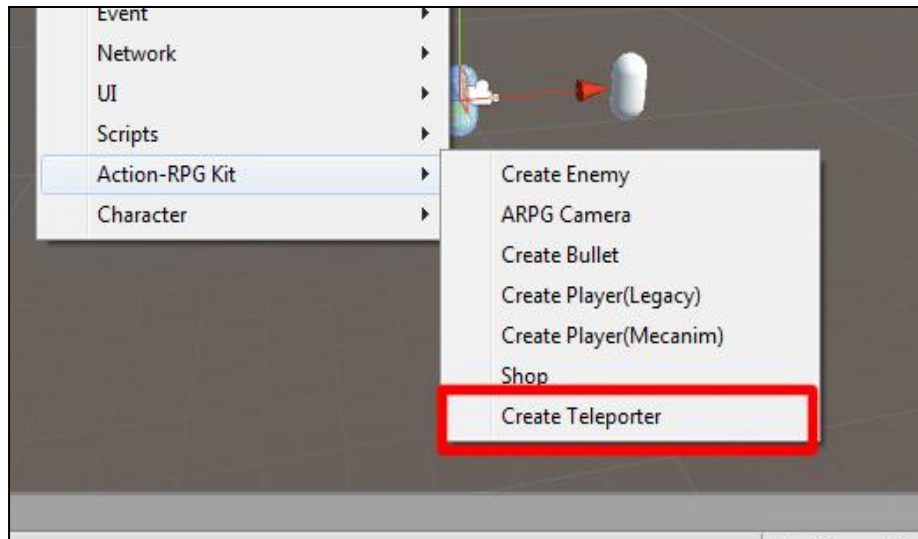 Event
Network
UI
Scripts
Action-RPG Kit
Character
Create Enemy
ARPG Camera
Create Bullet
Create Player(Legacy)
Create Player(Mecanim)
Shop
Create Teleporter